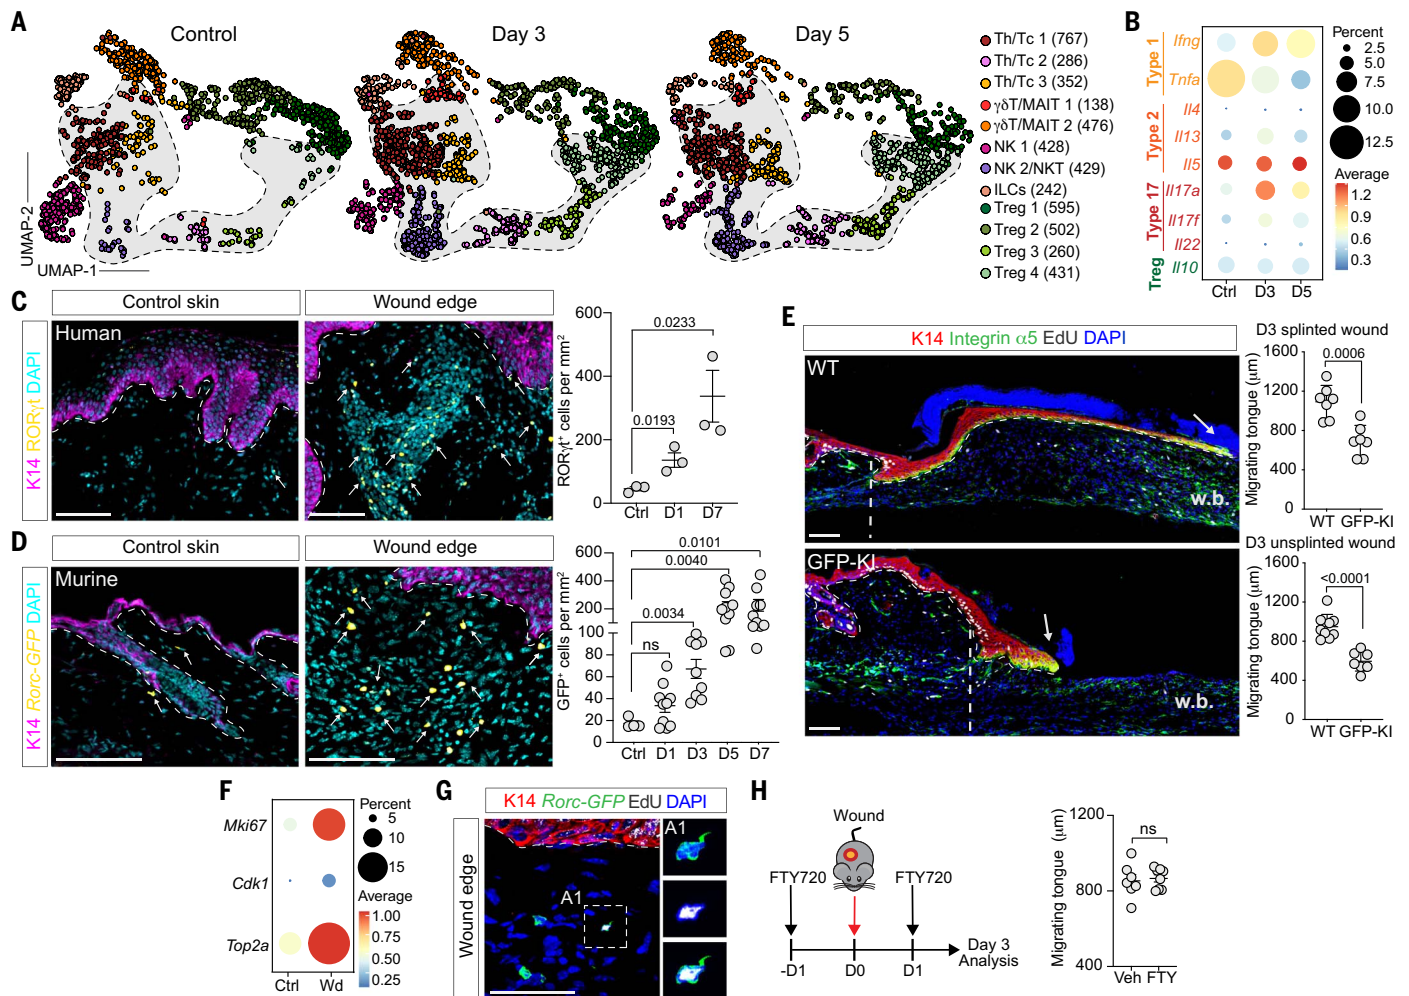 A
Control
Day 3
Day 5
UMAP-2
UMAP-1
Th/Tc 1 (767)
Th/Tc 2 (286)
Th/Tc 3 (352)
γδT/MAIT 1 (138)
γδT/MAIT 2 (476)
NK 1 (428)
NK 2/NKT (429)
ILCs (242)
Treg 1 (595)
Treg 2 (502)
Treg 3 (260)
Treg 4 (431)
B
Type 1
Type 2
Type 17
Treg
Ifng
Tnfa
Il4
Il13
Il5
Il17a
Il17f
Il22
Il10
Ctrl D3 D5
Percent
2.5
5.0
7.5
10.0
12.5
Average
1.2
0.9
0.6
0.3
C
Control skin
Wound edge
K14 RORγt DAPI
Human
RORγt+ cells per mm2
600
400
200
0
0.0233
0.0193
Ctrl D1 D7
D
Control skin
Wound edge
K14 Rorc-GFP DAPI
Murine
GFP+ cells per mm2
600
400
200
100
80
60
40
20
0
0.0101
0.0040
0.0034
ns
Ctrl D1 D3 D5 D7
E
K14 Integrin α5 EdU DAPI
WT
w.b.
GFP-KI
w.b.
D3 splinted wound
Migrating tongue (μm)
1600
1200
800
400
0
0.0006
WT GFP-KI
D3 unsplinted wound
Migrating tongue (μm)
1600
1200
800
400
0
<0.0001
WT GFP-KI
F
Mki67
Cdk1
Top2a
Ctrl Wd
Percent
5
10
15
Average
1.00
0.75
0.50
0.25
G
K14 Rorc-GFP EdU DAPI
Wound edge
A1
A1
H
Wound
FTY720
FTY720
-D1 D0 D1
Day 3
Analysis
Migrating tongue (μm)
1200
800
400
ns
Veh FTY